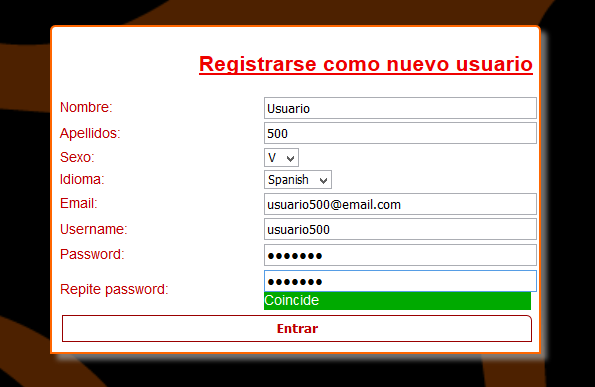 Registrarse como nuevo usuario
Nombre: Usuario
Apellidos: 500
Sexo: V
Idioma: Spanish
Email: usuario500@email.com
Username: usuario500
Password: ●●●●●●●
Repite password: ●●●●●●●
Coincide
Entrar